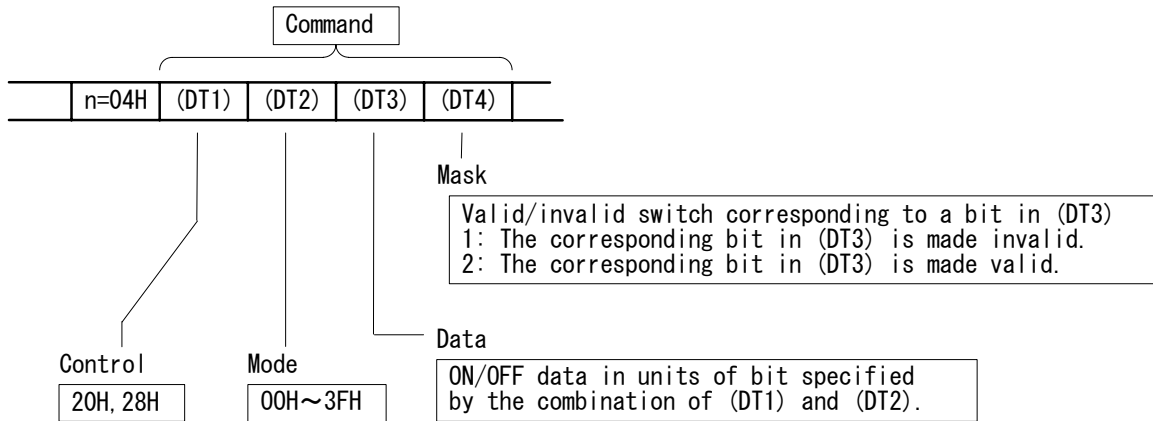 Command
n=04H (DT1) (DT2) (DT3) (DT4)
Mask
Valid/invalid switch corresponding to a bit in (DT3)
1: The corresponding bit in (DT3) is made invalid.
2: The corresponding bit in (DT3) is made valid.
Control
20H, 28H
Mode
00H～3FH
Data
ON/OFF data in units of bit specified
by the combination of (DT1) and (DT2).